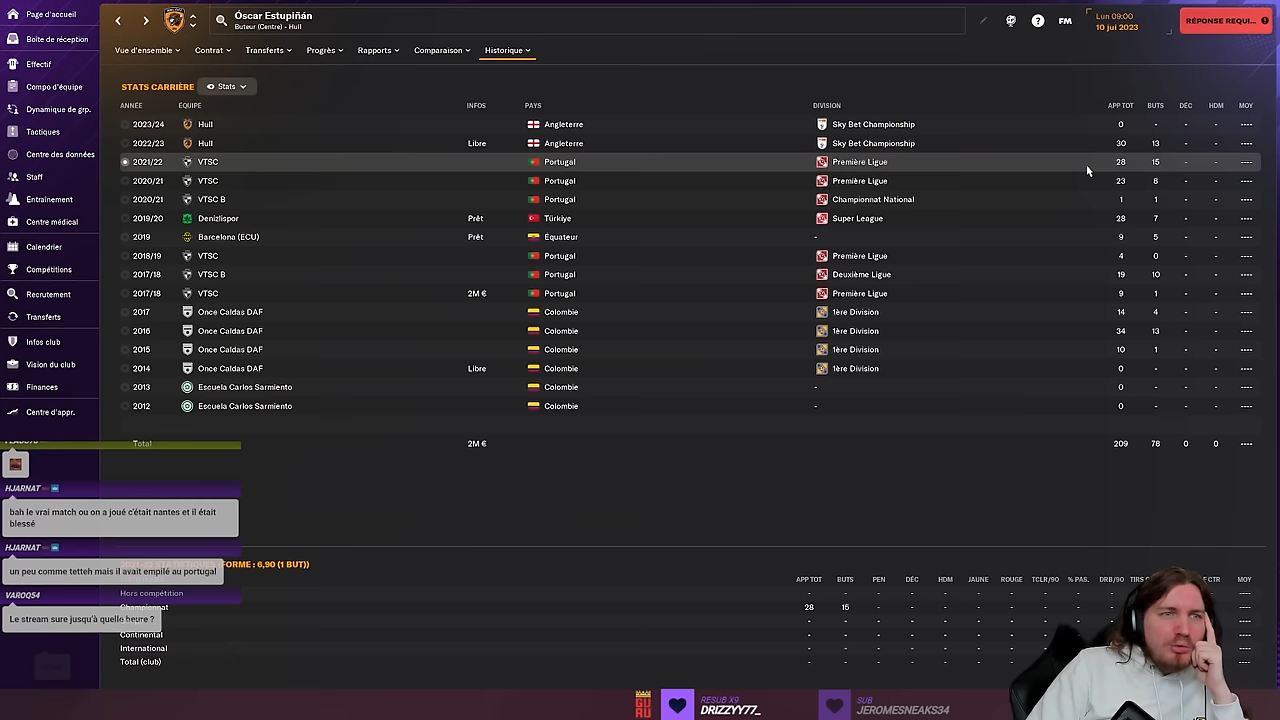 Page d'accueil
Boîte de réception
Effectif
Compo d'équipe
Dynamique de grp.
Tactiques
Centre des données
Staff
Entraînement
Centre médical
Calendrier
Compétitions
Recrutement
Transferts
Infos club
Vision du club
Finances
Centre d'appr.
Óscar Estupiñán
Buteur (Centre) - Hull
FM
Lun 09:00
10 jui 2023
RÉPONSE REQUI...
Vue d'ensemble Contrat Transferts Progrès Rapports Comparaison Historique
STATS CARRIÈRE Stats
ANNÉE ÉQUIPE INFOS PAYS DIVISION APP TOT BUTS DÉC HDM MOY
2023/24 Hull Angleterre Sky Bet Championship 0 - - - ----
2022/23 Hull Libre Angleterre Sky Bet Championship 30 13 - - ----
2021/22 VTSC Portugal Première Ligue 28 15 - - ----
2020/21 VTSC Portugal Première Ligue 23 8 - - ----
2020/21 VTSC B Portugal Championnat National 1 1 - - ----
2019/20 Denizlispor Prêt Türkiye Super League 28 7 - - ----
2019 Barcelona (ECU) Prêt Équateur - 9 5 - - ----
2018/19 VTSC Portugal Première Ligue 4 0 - - ----
2017/18 VTSC B Portugal Deuxième Ligue 19 10 - - ----
2017/18 VTSC 2M € Portugal Première Ligue 9 1 - - ----
2017 Once Caldas DAF Colombie 1ère Division 14 4 - - ----
2016 Once Caldas DAF Colombie 1ère Division 34 13 - - ----
2015 Once Caldas DAF Colombie 1ère Division 10 1 - - ----
2014 Once Caldas DAF Libre Colombie 1ère Division 0 - - - ----
2013 Escuela Carlos Sarmiento Colombie - 0 - - - ----
2012 Escuela Carlos Sarmiento Colombie - 0 - - - ----
Total 2M € 209 78 0 0 ----
HJARNAT
bah le vrai match ou on a joué c'était nantes et il était
blessé
HJARNAT
un peu comme tetteh mais il avait empilé au portugal
VAROQ54
Le stream sure jusqu'à quelle heure ?
(FORME : 6,90 (1 BUT))
APP TOT BUTS PEN DÉC HDM JAUNE ROUGE TCLR/90 % PAS. DRB/90 MOY
Hors compétition
Championnat 28 15
Continental
International
Total (club)
GURU
RESUB X9
DRIZZYY77_
SUB
JEROMESNEAKS34